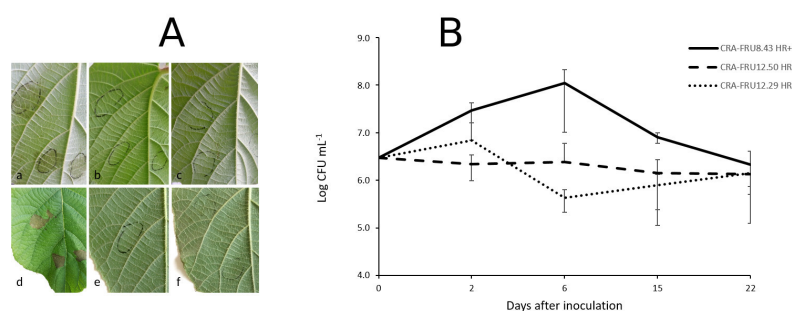 A
a
b
c
d
e
f
B
Log CFU mL-1
9.0
8.0
7.0
6.0
5.0
4.0
0
2
6
15
22
Days after inoculation
CRA-FRU8.43 HR+
CRA-FRU12.50 HR
CRA-FRU12.29 HR